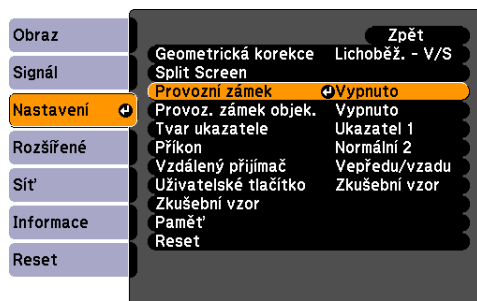 Obraz
Signál
Nastavení
Rozšířené
Síť
Informace
Reset
Zpět
Geometrická korekce Lichoběž. - V/S
Split Screen
Provozní zámek Vypnuto
Provoz. zámek objek. Vypnuto
Tvar ukazatele Ukazatel 1
Příkon Normální 2
Vzdálený přijímač Vepředu/vzadu
Uživatelské tlačítko Zkušební vzor
Zkušební vzor
Paměť
Reset